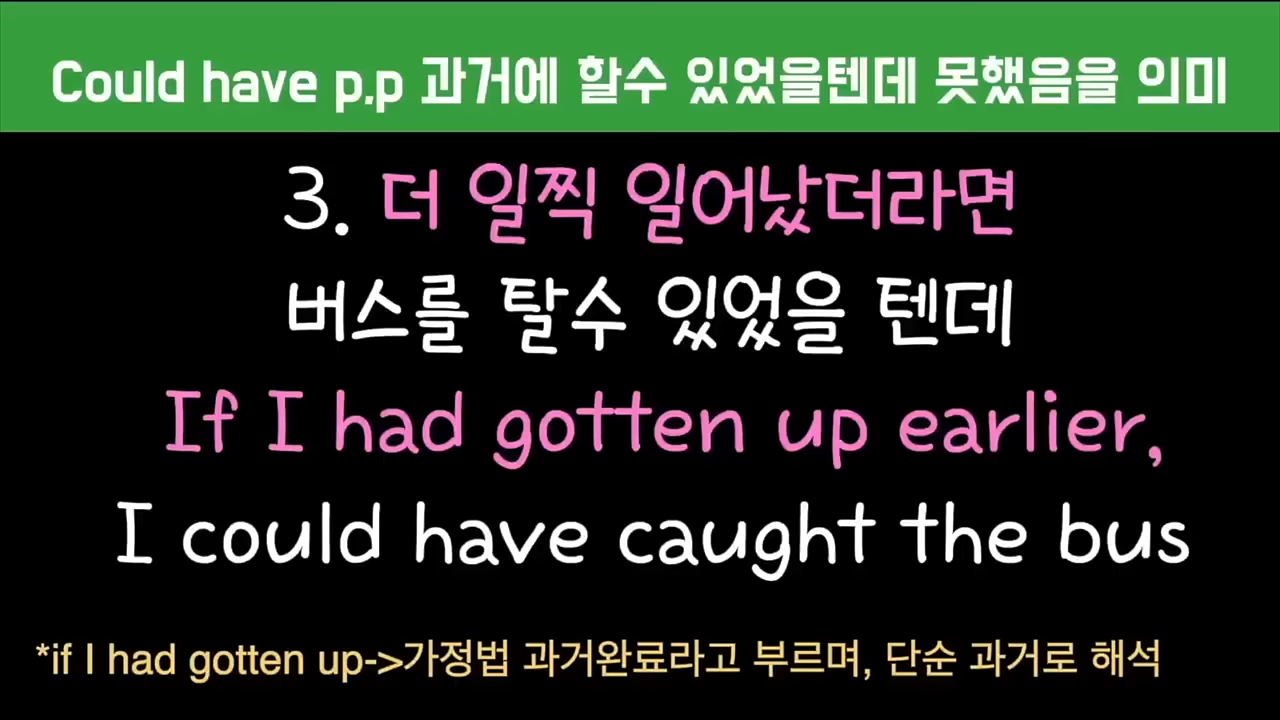 Could have p.p 과거에 할수 있었을텐데 못했음을 의미
3. 더 일찍 일어났더라면
버스를 탈수 있었을 텐데
If I had gotten up earlier,
I could have caught the bus
*if I had gotten up->가정법 과거완료라고 부르며, 단순 과거로 해석